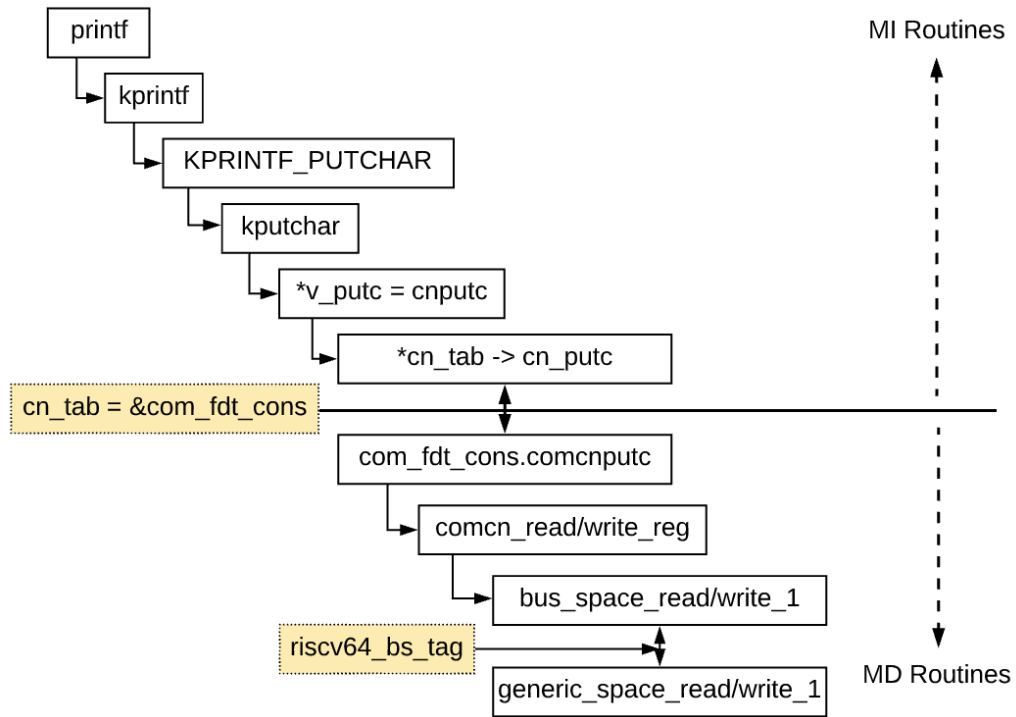 printf
MI Routines
kprintf
KPRINTF_PUTCHAR
kputchar
*v_putc = cnputc
*cn_tab -> cn_putc
cn_tab = &com_fdt_cons
com_fdt_cons.comcnputc
comcn_read/write_reg
bus_space_read/write_1
riscv64_bs_tag
MD Routines
generic_space_read/write_1